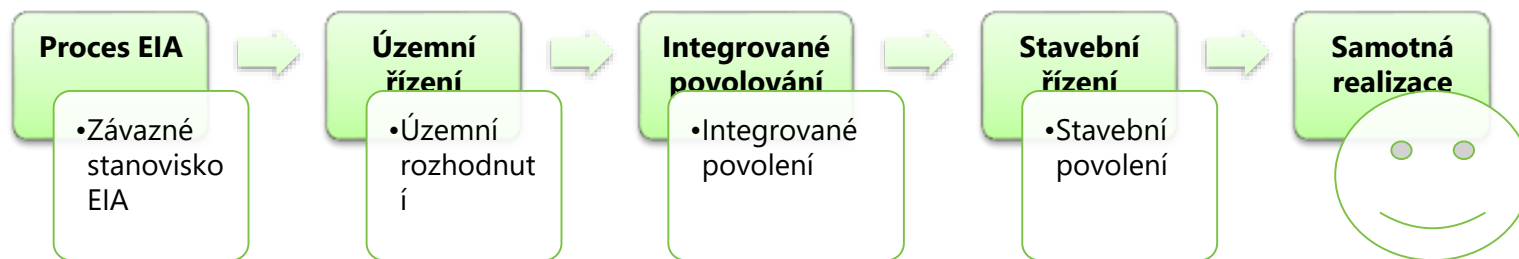 Proces EIA
•Závazné
stanovisko
EIA
Územní
řízení
•Územní
rozhodnut
í
Integrované
povolování
•Integrované
povolení
Stavební
řízení
•Stavební
povolení
Samotná
realizace